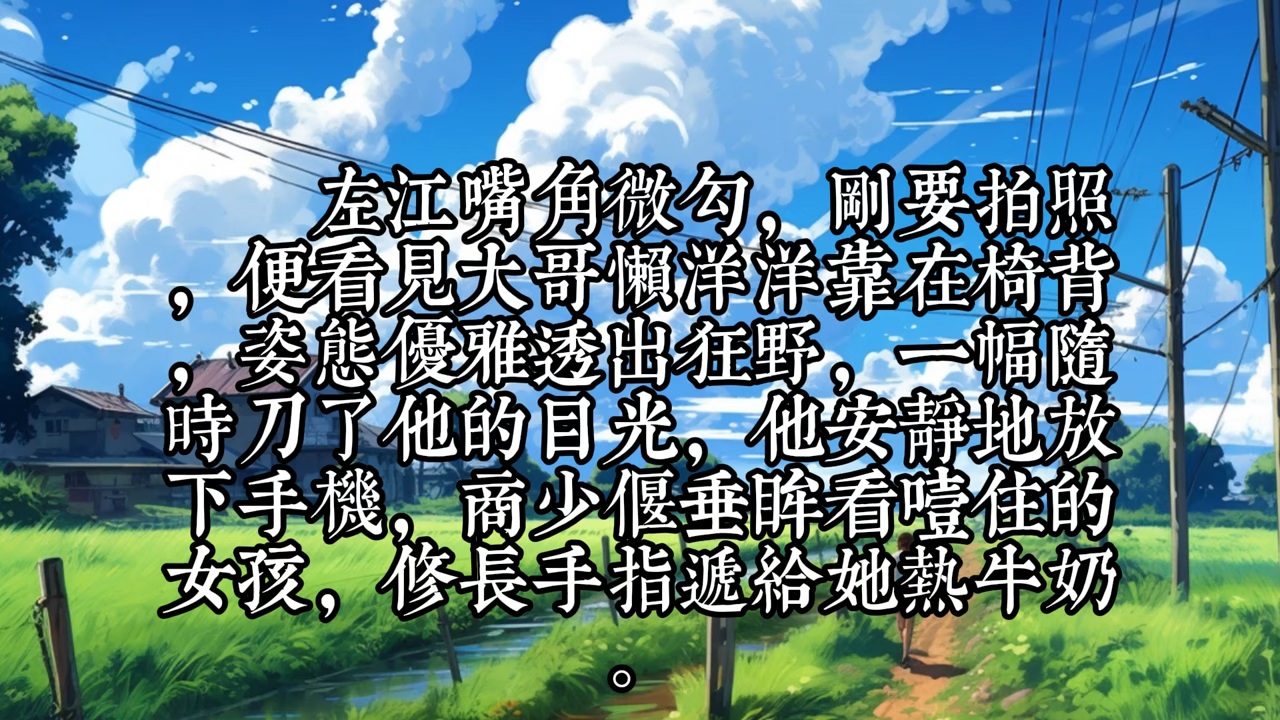 左江嘴角微勾，剛要拍照
，便看見大哥懶洋洋靠在椅背
，姿態優雅透出狂野，一幅隨
時刀了他的目光，他安靜地放
下手機，商少偃垂眸看噎住的
女孩，修長手指遞給她熱牛奶
。